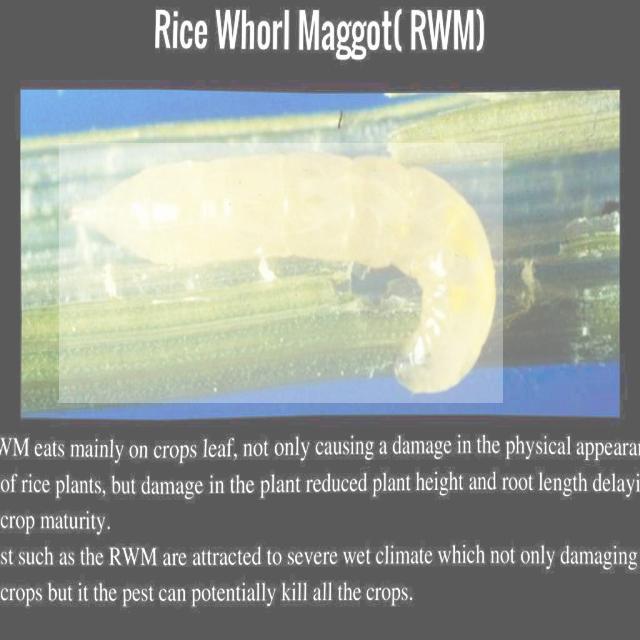 Rice Whorl Maggot( RWM)
WM eats mainly on crops leaf, not only causing a damage in the physical appeara
of rice plants, but damage in the plant reduced plant height and root length delayi
crop maturity.
st such as the RWM are attracted to severe wet climate which not only damaging
crops but it the pest can potentially kill all the crops.